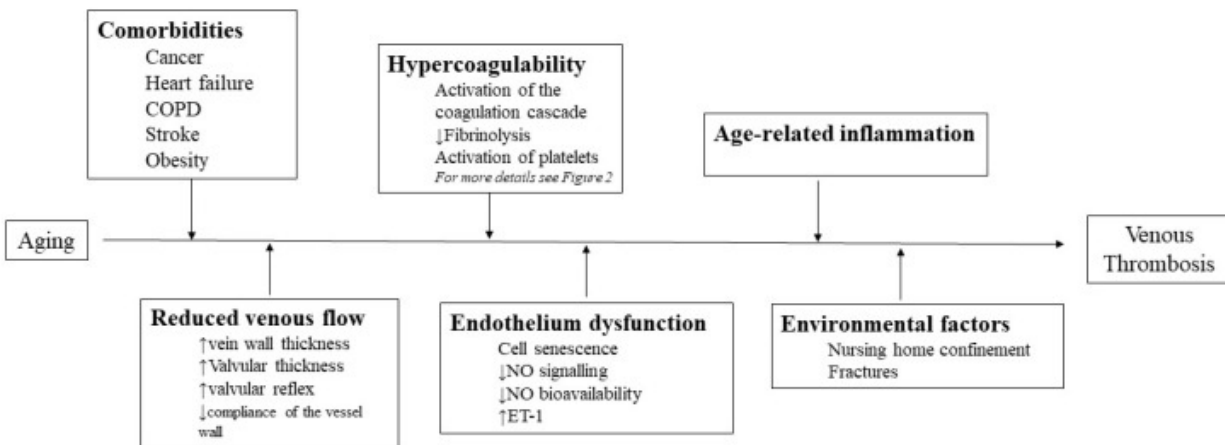 Comorbidities
Cancer
Heart failure
COPD
Stroke
Obesity
Hypercoagulability
Activation of the
coagulation cascade
↓Fibrinolysis
Activation of platelets
For more details see Figure 2
Age-related inflammation
Aging
Venous
Thrombosis
Reduced venous flow
↑vein wall thickness
↑Valvular thickness
↑valvular reflex
↓compliance of the vessel
wall
Endothelium dysfunction
Cell senescence
↓NO signalling
↓NO bioavailability
↑ET-1
Environmental factors
Nursing home confinement
Fractures